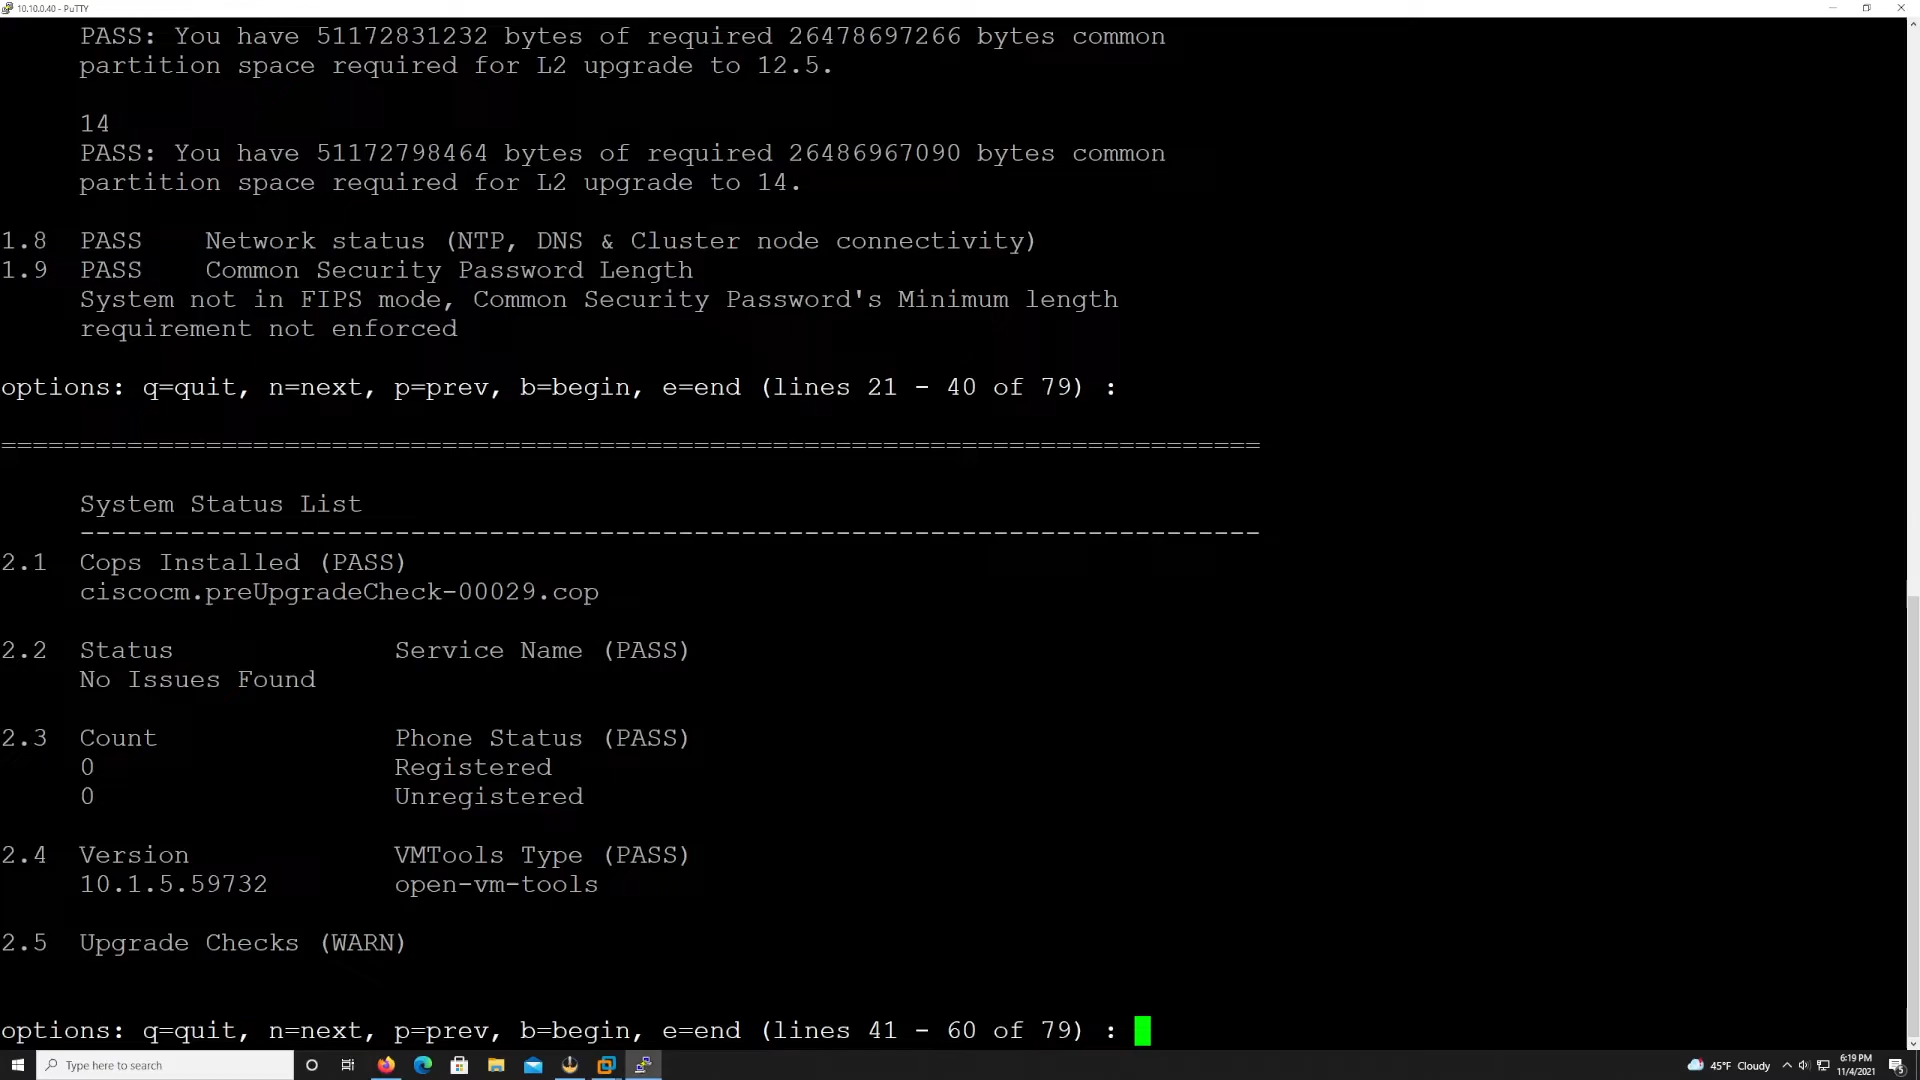 10.10.0.40 - PuTTY
PASS: You have 51172831232 bytes of required 26478697266 bytes common
partition space required for L2 upgrade to 12.5.
14
PASS: You have 51172798464 bytes of required 26486967090 bytes common
partition space required for L2 upgrade to 14.
1.8 PASS Network status (NTP, DNS & Cluster node connectivity)
1.9 PASS Common Security Password Length
System not in FIPS mode, Common Security Password's Minimum length
requirement not enforced
options: q=quit, n=next, p=prev, b=begin, e=end (lines 21 - 40 of 79) :
================================================================================
System Status List
---------------------------------------------------------------------------
2.1 Cops Installed (PASS)
ciscocm.preUpgradeCheck-00029.cop
2.2 Status Service Name (PASS)
No Issues Found
2.3 Count Phone Status (PASS)
0 Registered
0 Unregistered
2.4 Version VMTools Type (PASS)
10.1.5.59732 open-vm-tools
2.5 Upgrade Checks (WARN)
options: q=quit, n=next, p=prev, b=begin, e=end (lines 41 - 60 of 79) :
Type here to search
45°F Cloudy
6:19 PM
11/4/2021
5